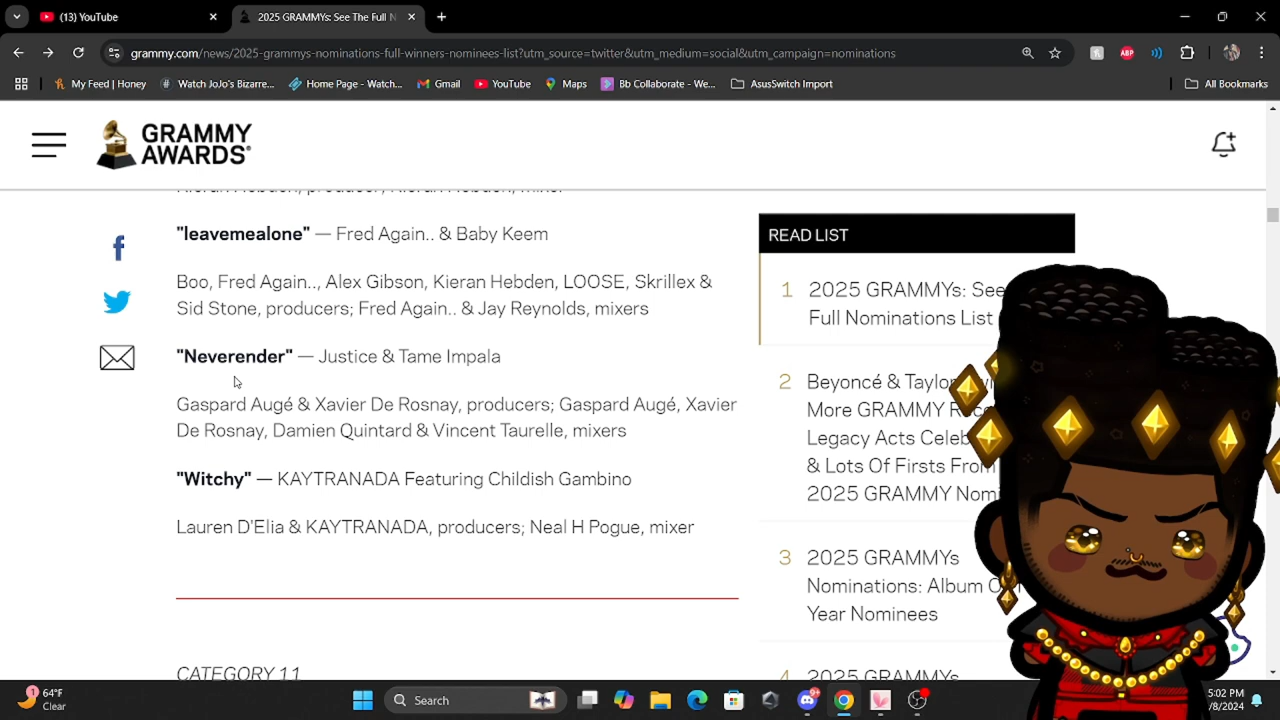 (13) YouTube
2025 GRAMMYs: See The Full N
grammy.com/news/2025-grammys-nominations-full-winners-nominees-list?utm_source=twitter&utm_medium=social&utm_campaign=nominations
My Feed | Honey
Watch JoJo's Bizarre...
Home Page - Watch...
Gmail
YouTube
Maps
Bb Collaborate - We...
AssaSwitch Import
All Bookmarks
GRAMMY
AWARDS
"leavemealone" — Fred Again.. & Baby Keem
Boo, Fred Again.., Alex Gibson, Kieran Hebden, LOOSE, Skrillex &
Sid Stone, producers; Fred Again.. & Jay Reynolds, mixers
"Neverender" — Justice & Tame Impala
Gaspard Augé & Xavier De Rosnay, producers; Gaspard Augé, Xavier
De Rosnay, Damien Quintard & Vincent Taurelle, mixers
"Witchy" — KAYTRANADA Featuring Childish Gambino
Lauren D'Elia & KAYTRANADA, producers; Neal H Pogue, mixer
CATEGORY 11
READ LIST
1 2025 GRAMMYs: See
Full Nominations List
2 Beyoncé & Taylor
More GRAMMY
Legacy Acts
& Lots Of Firsts From
2025 GRAMMY
3 2025 GRAMMYs
Nominations: Album
Year Nominees
4 2025 GRAMMYs
1
64°F
Clear
Search
5:02 PM
/8/2024